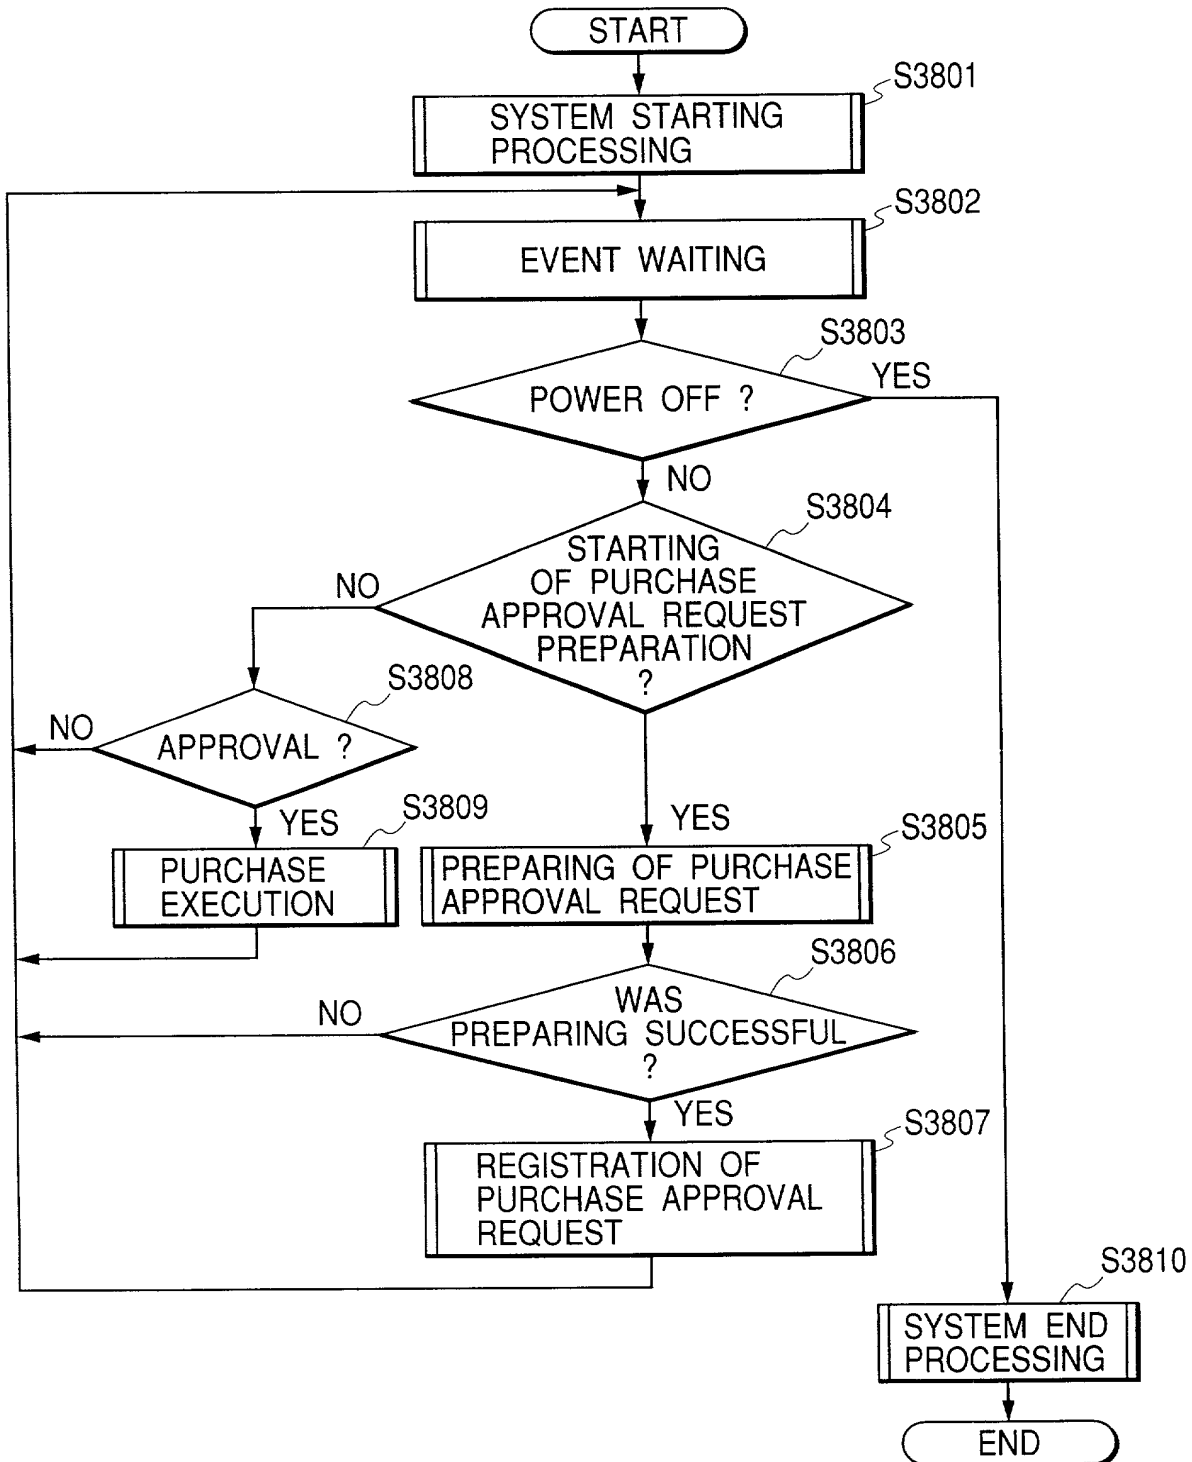 START
S3801
SYSTEM STARTING
PROCESSING
S3802
EVENT WAITING
S3803
POWER OFF ?
YES
NO
S3804
STARTING
OF PURCHASE
APPROVAL REQUEST
PREPARATION
?
NO
S3808
APPROVAL ?
NO
YES
S3809
PURCHASE
EXECUTION
YES
S3805
PREPARING OF PURCHASE
APPROVAL REQUEST
S3806
WAS
PREPARING SUCCESSFUL
?
NO
YES
S3807
REGISTRATION OF
PURCHASE APPROVAL
REQUEST
S3810
SYSTEM END
PROCESSING
END